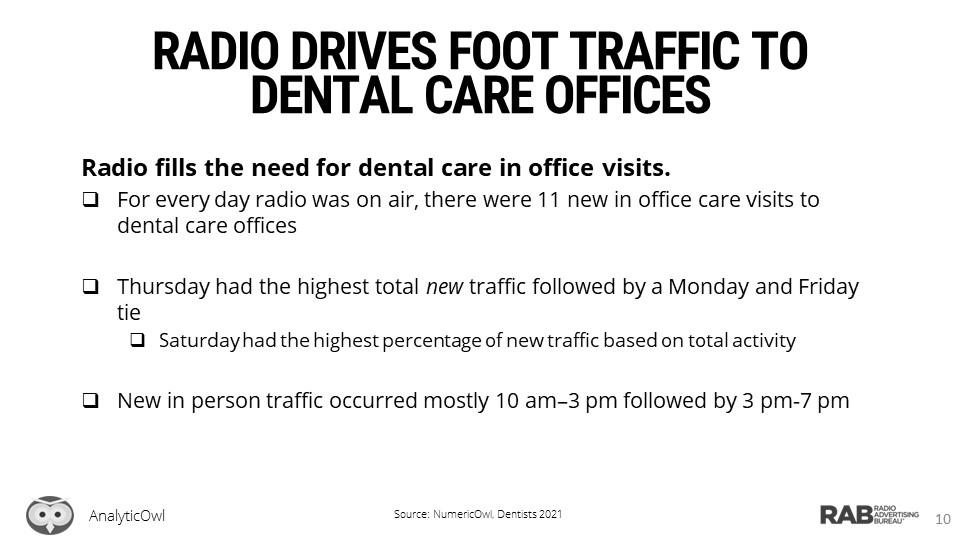 RADIO DRIVES FOOT TRAFFIC TO
DENTAL CARE OFFICES
Radio fills the need for dental care in office visits.
For every day radio was on air, there were 11 new in office care visits to
dental care offices
Thursday had the highest total new traffic followed by a Monday and Friday
tie
Saturday had the highest percentage of new traffic based on total activity
New in person traffic occurred mostly 10 am–3 pm followed by 3 pm-7 pm
AnalyticOwl
Source: NumericOwl, Dentists 2021
RAB RADIO
ADVERTISING
BUREAU
10